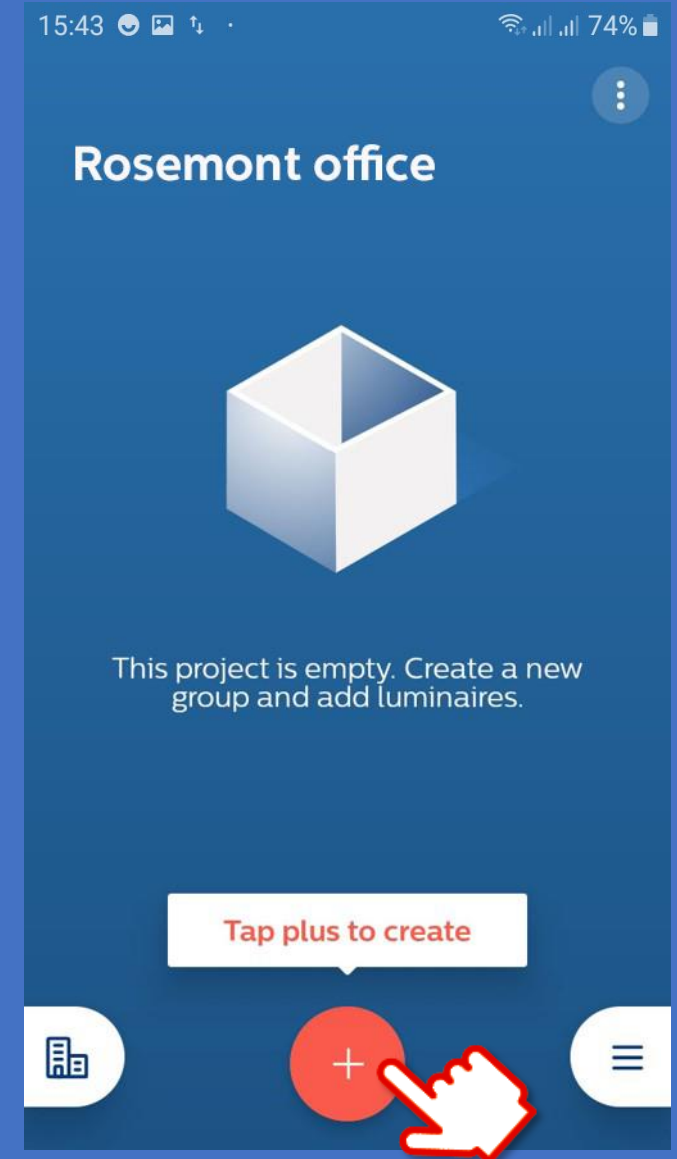 15:43
74%
Rosemont office
This project is empty. Create a new
group and add luminaires.
Tap plus to create